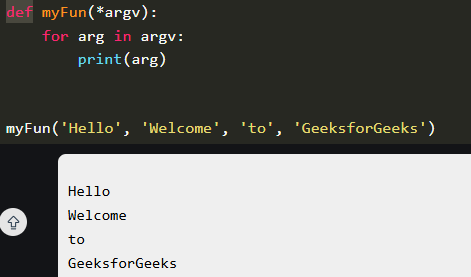 def myFun(*argv):
    for arg in argv:
        print(arg)
myFun('Hello', 'Welcome', 'to', 'GeeksforGeeks')
Hello
Welcome
to
GeeksforGeeks